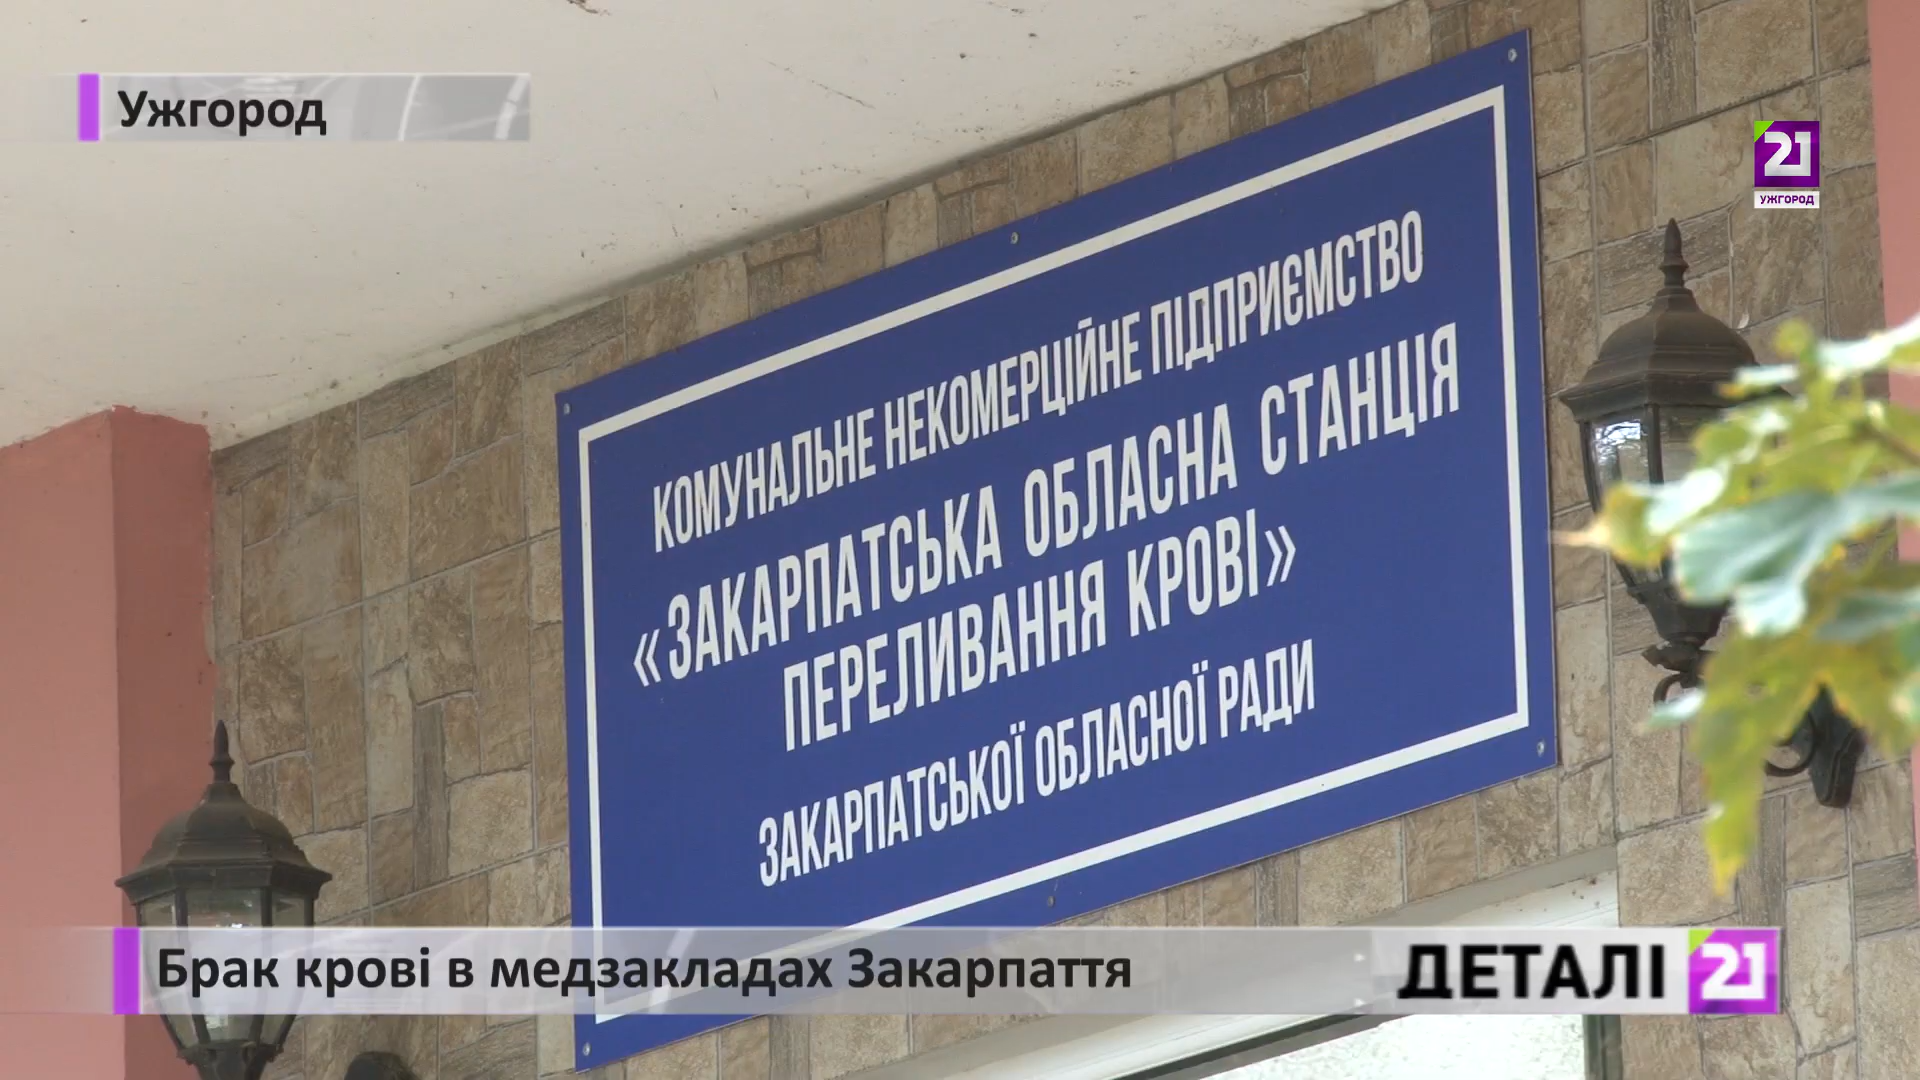 Ужгород
21
УЖГОРОД
КОМУНАЛЬНЕ НЕКОМЕРЦІЙНЕ ПІДПРИЄМСТВО
«ЗАКАРПАТСЬКА ОБЛАСНА СТАНЦІЯ
ПЕРЕЛИВАННЯ КРОВІ»
ЗАКАРПАТСЬКОЇ ОБЛАСНОЇ РАДИ
Брак крові в медзакладах Закарпаття
ДЕТАЛІ 21